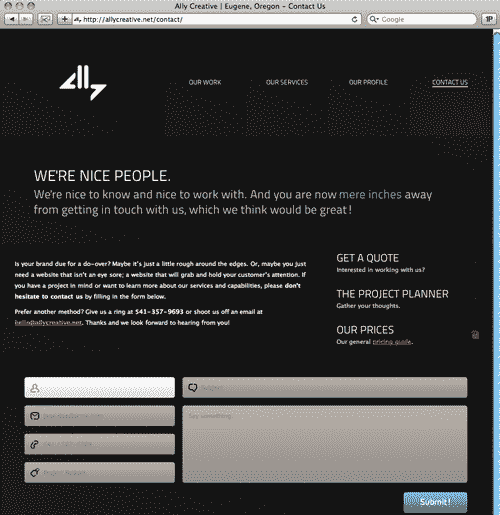 Ally Creative | Eugene, Oregon - Contact Us
http://allycreative.net/contact/
Google
Ally
OUR WORK
OUR SERVICES
OUR PROFILE
CONTACT US
WE'RE NICE PEOPLE.
We're nice to know and nice to work with. And you are now mere inches away
from getting in touch with us, which we think would be great!
Is your brand due for a do-over? Maybe it's just a little rough around the edges. Or, maybe you just
need a website that isn't an eye sore; a website that will grab and hold your customer's attention. If
you have a project in mind or want to learn more about our services and capabilities, please don't
hesitate to contact us by filling in the form below.
Prefer another method? Give us a ring at 541-357-9693 or shoot us off an email at
hello@allycreative.net. Thanks and we look forward to hearing from you!
GET A QUOTE
Interested in working with us?
THE PROJECT PLANNER
Gather your thoughts.
OUR PRICES
Our general pricing guide.
Say something...
Submit!